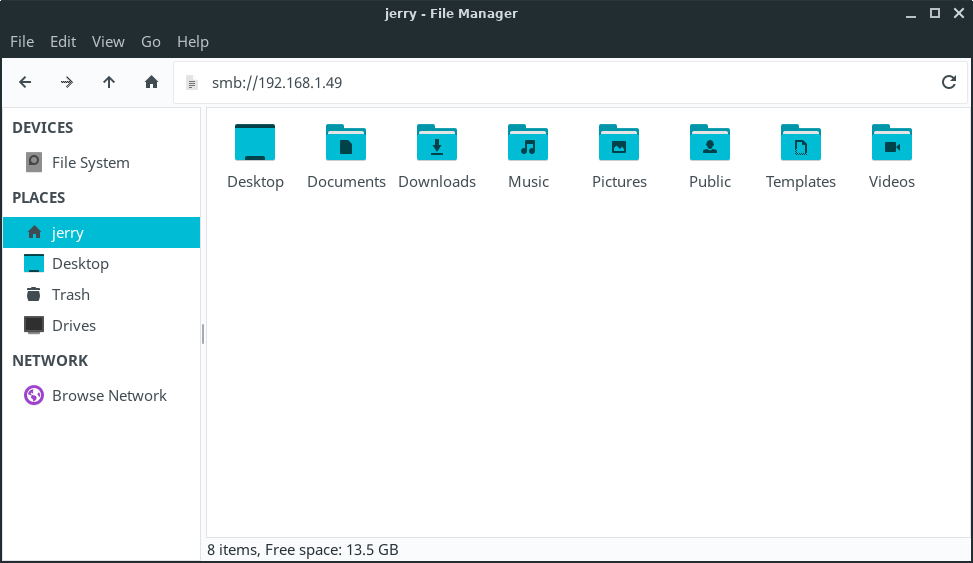 jerry - File Manager
File Edit View Go Help
smb://192.168.1.49
DEVICES
File System
PLACES
jerry
Desktop
Trash
Drives
NETWORK
Browse Network
Desktop Documents Downloads Music Pictures Public Templates Videos
8 items, Free space: 13.5 GB